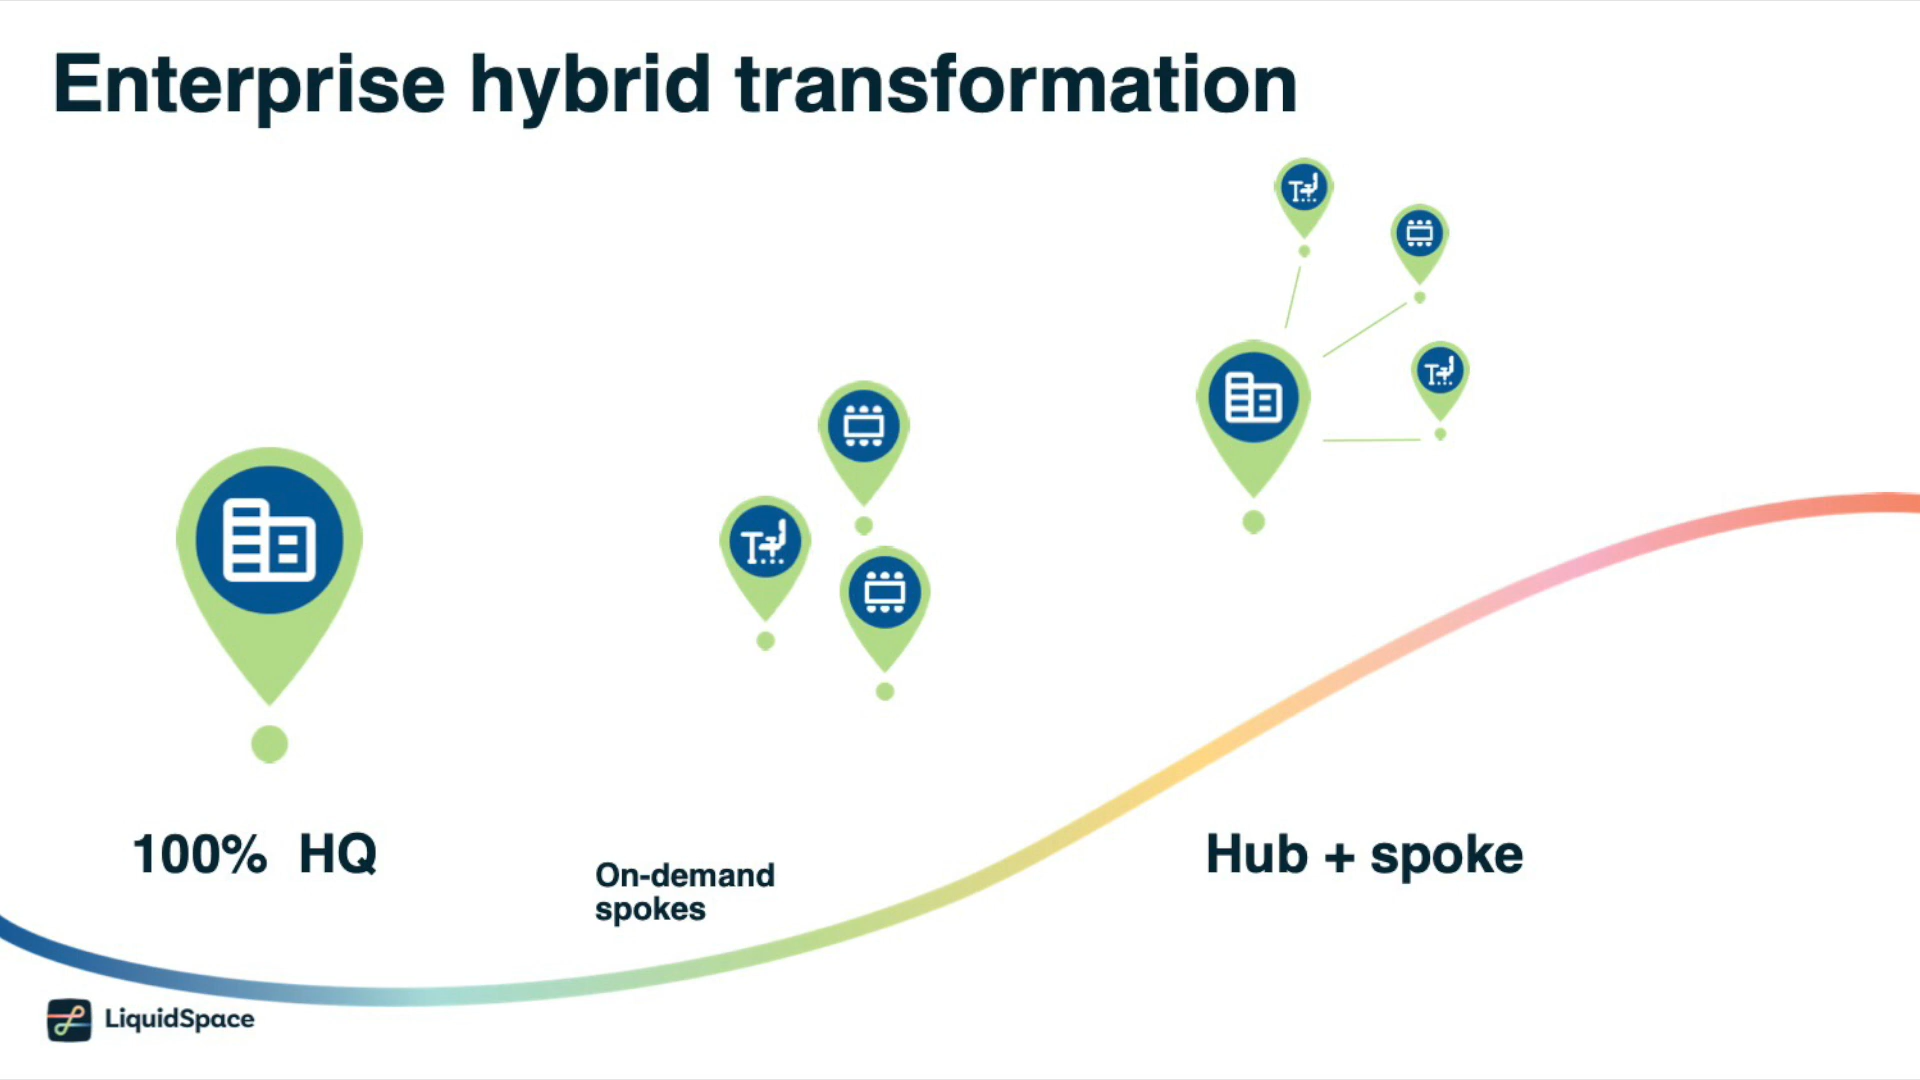 Enterprise hybrid transformation
100% HQ
On-demand
spokes
Hub + spoke
LiquidSpace